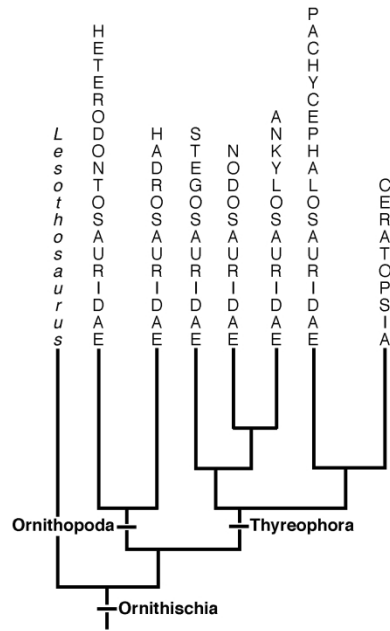 Lesothosaurus
HETERODONTOSAURIDAE
HADROSAURIDAE
STEGOSAURIDAE
NODOSAURIDAE
ANKYLOSAURIDAE
PACHYCEPHALOSAURIDAE
CERATOPSIA
Ornithopoda
Thyreophora
Ornithischia